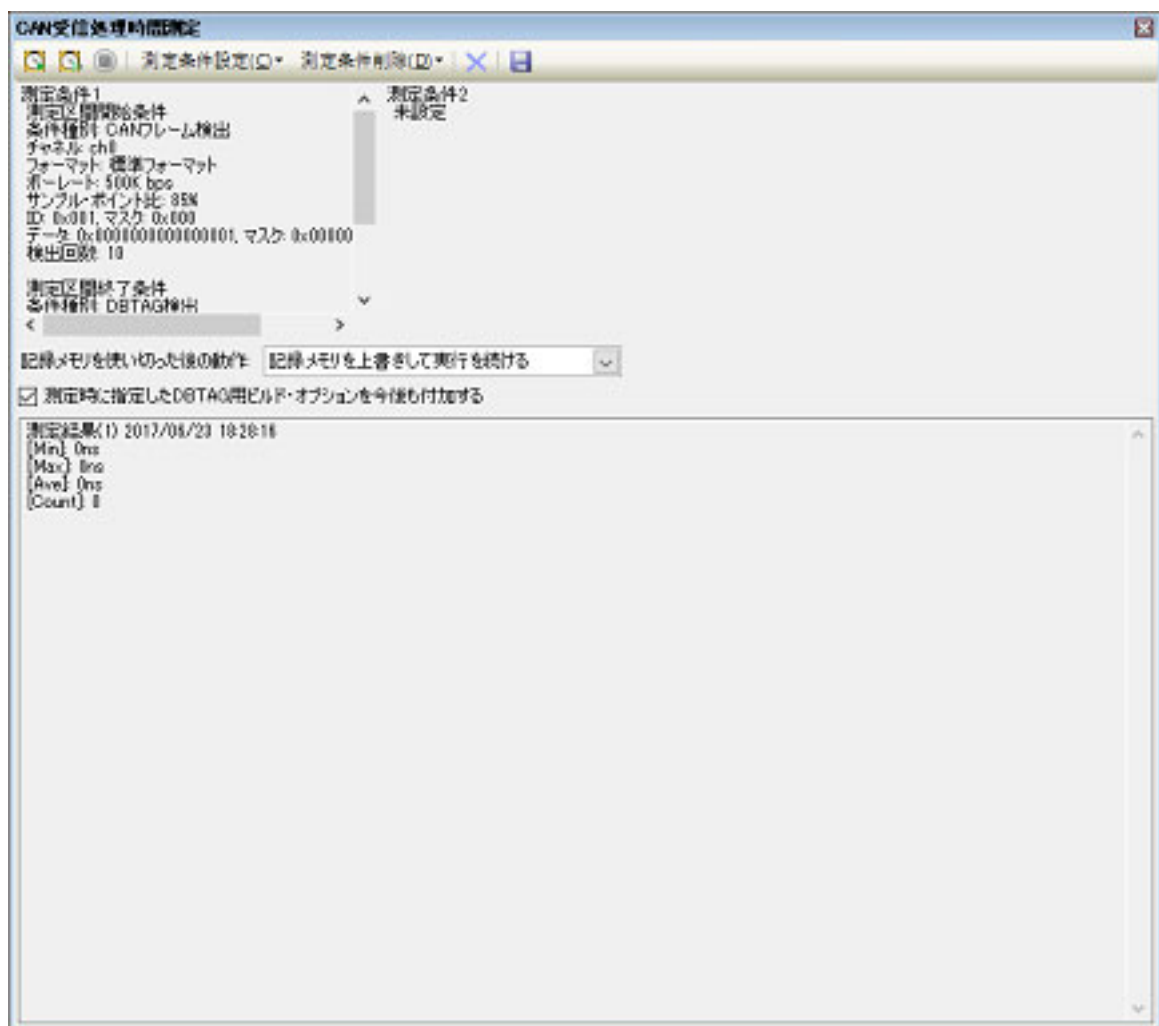 CAN受信処理時間測定
測定条件設定(C) 測定条件削除(D)
測定条件1
測定区間開始条件
条件種別: CANフレーム検出
チャネル: ch0
フォーマット: 標準フォーマット
ボーレート: 500K bps
サンプル・ポイント比: 85%
ID: 0x001, マスク: 0x000
データ: 0x0000000000000001, マスク: 0x00000
検出回数: 10
測定区間終了条件
条件種別: DBTAG検出
測定条件2
未設定
記録メモリを使い切った後の動作: 記録メモリを上書きして実行を続ける
測定時に指定したDBTAG用ビルド・オプションを今後も付加する
測定結果(1) 2017/06/23 18:28:16
[Min]: 0ns
[Max]: 0ns
[Ave]: 0ns
[Count]: 0